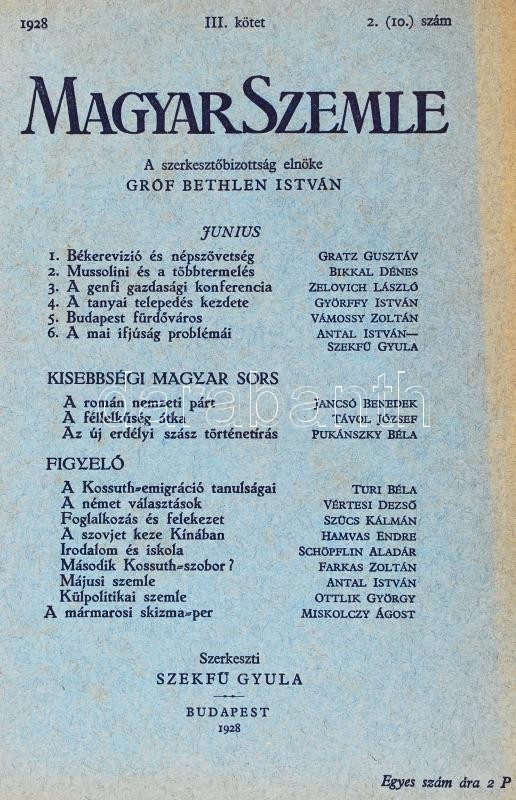 1928 III. kötet 2. (10.) szám
MAGYAR SZEMLE
A szerkesztőbizottság elnöke
GRÓF BETHLEN ISTVÁN
JUNIUS
1. Békerevizió és népszövetség GRATZ GUSZTÁV
2. Mussolini és a többtermelés BIKKAL DÉNES
3. A genfi gazdasági konferencia ZELOVICH LÁSZLÓ
4. A tanyai telepedés kezdete GYÖRFFY ISTVÁN
5. Budapest fürdőváros VÁMOSSY ZOLTÁN
6. A mai ifjúság problémái ANTAL ISTVÁN—
SZEKFŰ GYULA
KISEBBSÉGI MAGYAR SORS
A román nemzeti párt JANCSÓ BENEDEK
A féllelkűség átka TÁVOL JÓZSEF
Az új erdélyi szász történetírás PUKÁNSZKY BÉLA
darabanth
FIGYELŐ
A Kossuth-emigráció tanulságai TURI BÉLA
A német választások VÉRTESI DEZSŐ
Foglalkozás és felekezet SZŰCS KÁLMÁN
A szovjet keze Kínában HAMVAS ENDRE
Irodalom és iskola SCHÖPFLIN ALADÁR
Második Kossuth-szobor? FARKAS ZOLTÁN
Májusi szemle ANTAL ISTVÁN
Külpolitikai szemle OTTLIK GYÖRGY
A mármarosi skizma-per MISKOLCZY ÁGOST
Szerkeszti
SZEKFŰ GYULA
BUDAPEST
1928
Egyes szám ára 2 P